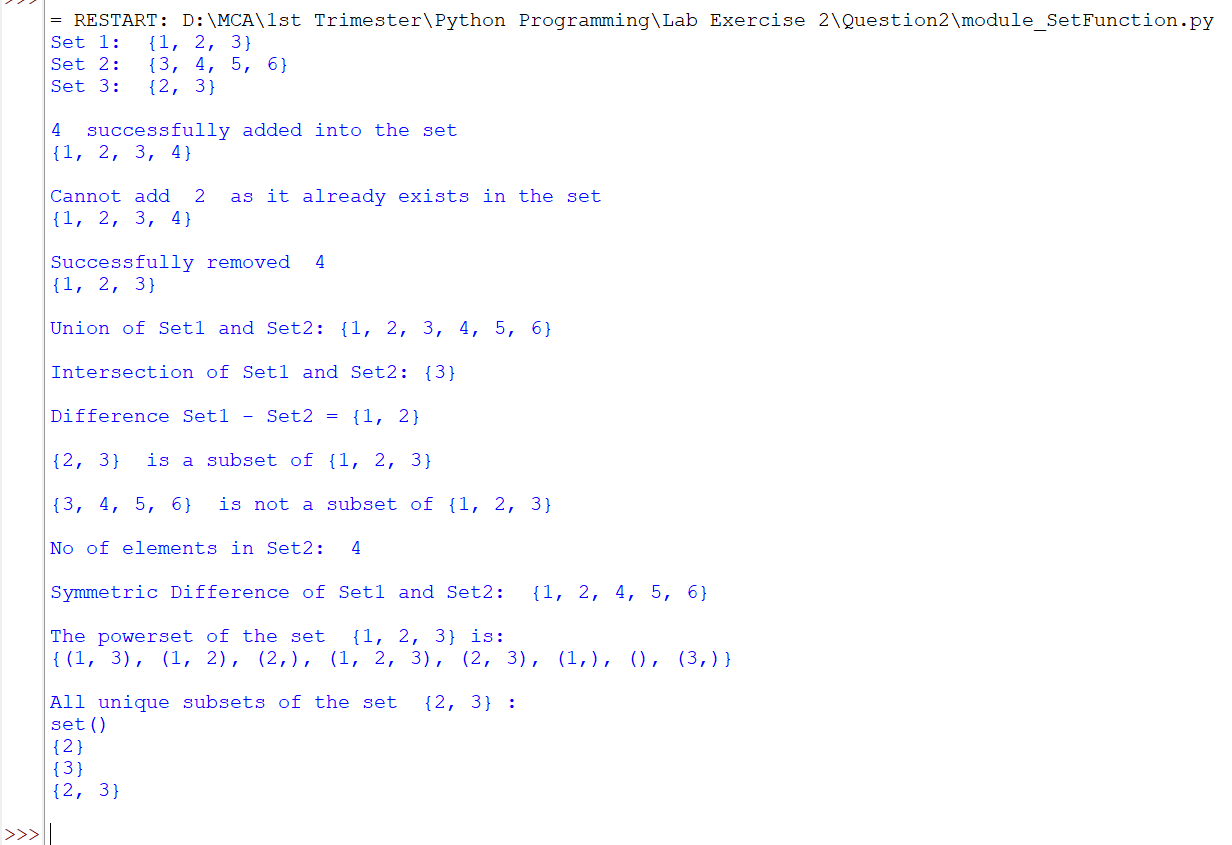 = RESTART: D:\MCA\1st Trimester\Python Programming\Lab Exercise 2\Question2\module_SetFunction.py
Set 1:  {1, 2, 3}
Set 2:  {3, 4, 5, 6}
Set 3:  {2, 3}
4  successfully added into the set
{1, 2, 3, 4}
Cannot add  2  as it already exists in the set
{1, 2, 3, 4}
Successfully removed  4
{1, 2, 3}
Union of Set1 and Set2: {1, 2, 3, 4, 5, 6}
Intersection of Set1 and Set2: {3}
Difference Set1 - Set2 = {1, 2}
{2, 3}  is a subset of {1, 2, 3}
{3, 4, 5, 6}  is not a subset of {1, 2, 3}
No of elements in Set2:  4
Symmetric Difference of Set1 and Set2:  {1, 2, 4, 5, 6}
The powerset of the set  {1, 2, 3} is:
{(1, 3), (1, 2), (2,), (1, 2, 3), (2, 3), (1,), (), (3,)}
All unique subsets of the set  {2, 3} :
set()
{2}
{3}
{2, 3}
>>>